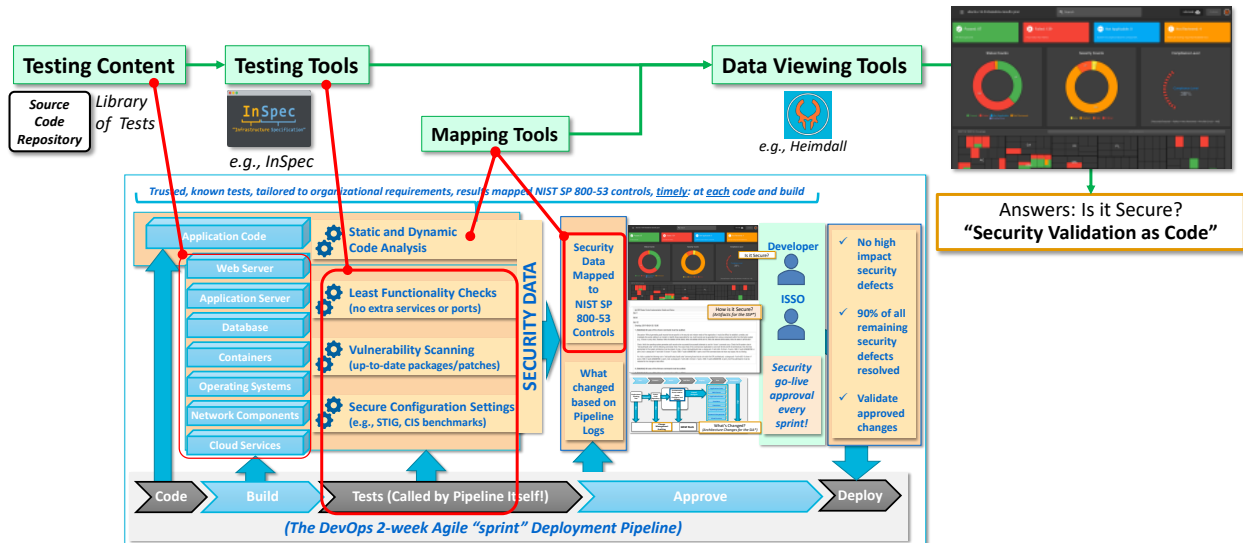 Testing Content
Testing Tools
Data Viewing Tools
Mapping Tools
Source
Code
Repository
Library
of Tests
InSpec
"Infrastructure Specification"
e.g., InSpec
e.g., Heimdall
Answers: Is it Secure?
“Security Validation as Code”
Trusted, known tests, tailored to organizational requirements, results mapped NIST SP 800-53 controls, timely: at each code and build
Application Code
Web Server
Application Server
Database
Containers
Operating Systems
Network Components
Cloud Services
Static and Dynamic
Code Analysis
Least Functionality Checks
(no extra services or ports)
Vulnerability Scanning
(up-to-date packages/patches)
Secure Configuration Settings
(e.g., STIG, CIS benchmarks)
SECURITY DATA
Security
Data
Mapped
to
NIST SP
800-53
Controls
What
changed
based on
Pipeline
Logs
Is it Secure?
How is it Secure?
What's Changed?
Developer
ISSO
Security
go-live
approval
every
sprint!
✓ No high
impact
security
defects
✓ 90% of all
remaining
security
defects
resolved
✓ Validate
approved
changes
Code
Build
Tests (Called by Pipeline Itself!)
Approve
Deploy
(The DevOps 2-week Agile “sprint” Deployment Pipeline)